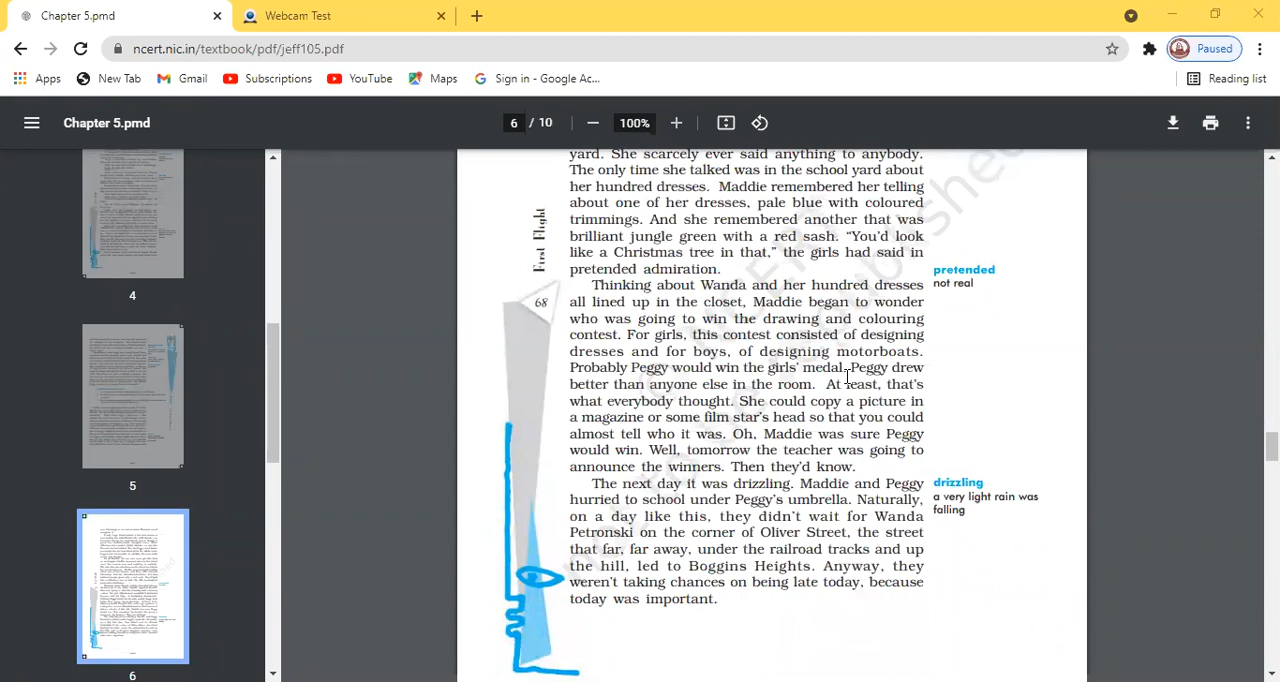 Chapter 5.pmd
Webcam Test
ncert.nic.in/textbook/pdf/jeff105.pdf
Paused
Apps
New Tab
Gmail
Subscriptions
YouTube
Maps
Sign in - Google Ac...
Reading list
Chapter 5.pmd
6 / 10
100%
4
5
6
First Flight
68
yard. She scarcely ever said anything to anybody.
The only time she talked was in the school yard about
her hundred dresses. Maddie remembered her telling
about one of her dresses, pale blue with coloured
trimmings. And she remembered another that was
brilliant jungle green with a red sash. “You’d look
like a Christmas tree in that,” the girls had said in
pretended admiration.
Thinking about Wanda and her hundred dresses
all lined up in the closet, Maddie began to wonder
who was going to win the drawing and colouring
contest. For girls, this contest consisted of designing
dresses and for boys, of designing motorboats.
Probably Peggy would win the girls’ medal. Peggy drew
better than anyone else in the room. At least, that’s
what everybody thought. She could copy a picture in
a magazine or some film star’s head so that you could
almost tell who it was. Oh, Maddie was sure Peggy
would win. Well, tomorrow the teacher was going to
announce the winners. Then they’d know.
The next day it was drizzling. Maddie and Peggy
hurried to school under Peggy’s umbrella. Naturally,
on a day like this, they didn’t wait for Wanda
Petronski on the corner of Oliver Street, the street
that far, far away, under the railroad tracks and up
the hill, led to Boggins Heights. Anyway, they
weren’t taking chances on being late today, because
today was important.
pretended
not real
drizzling
a very light rain was
falling